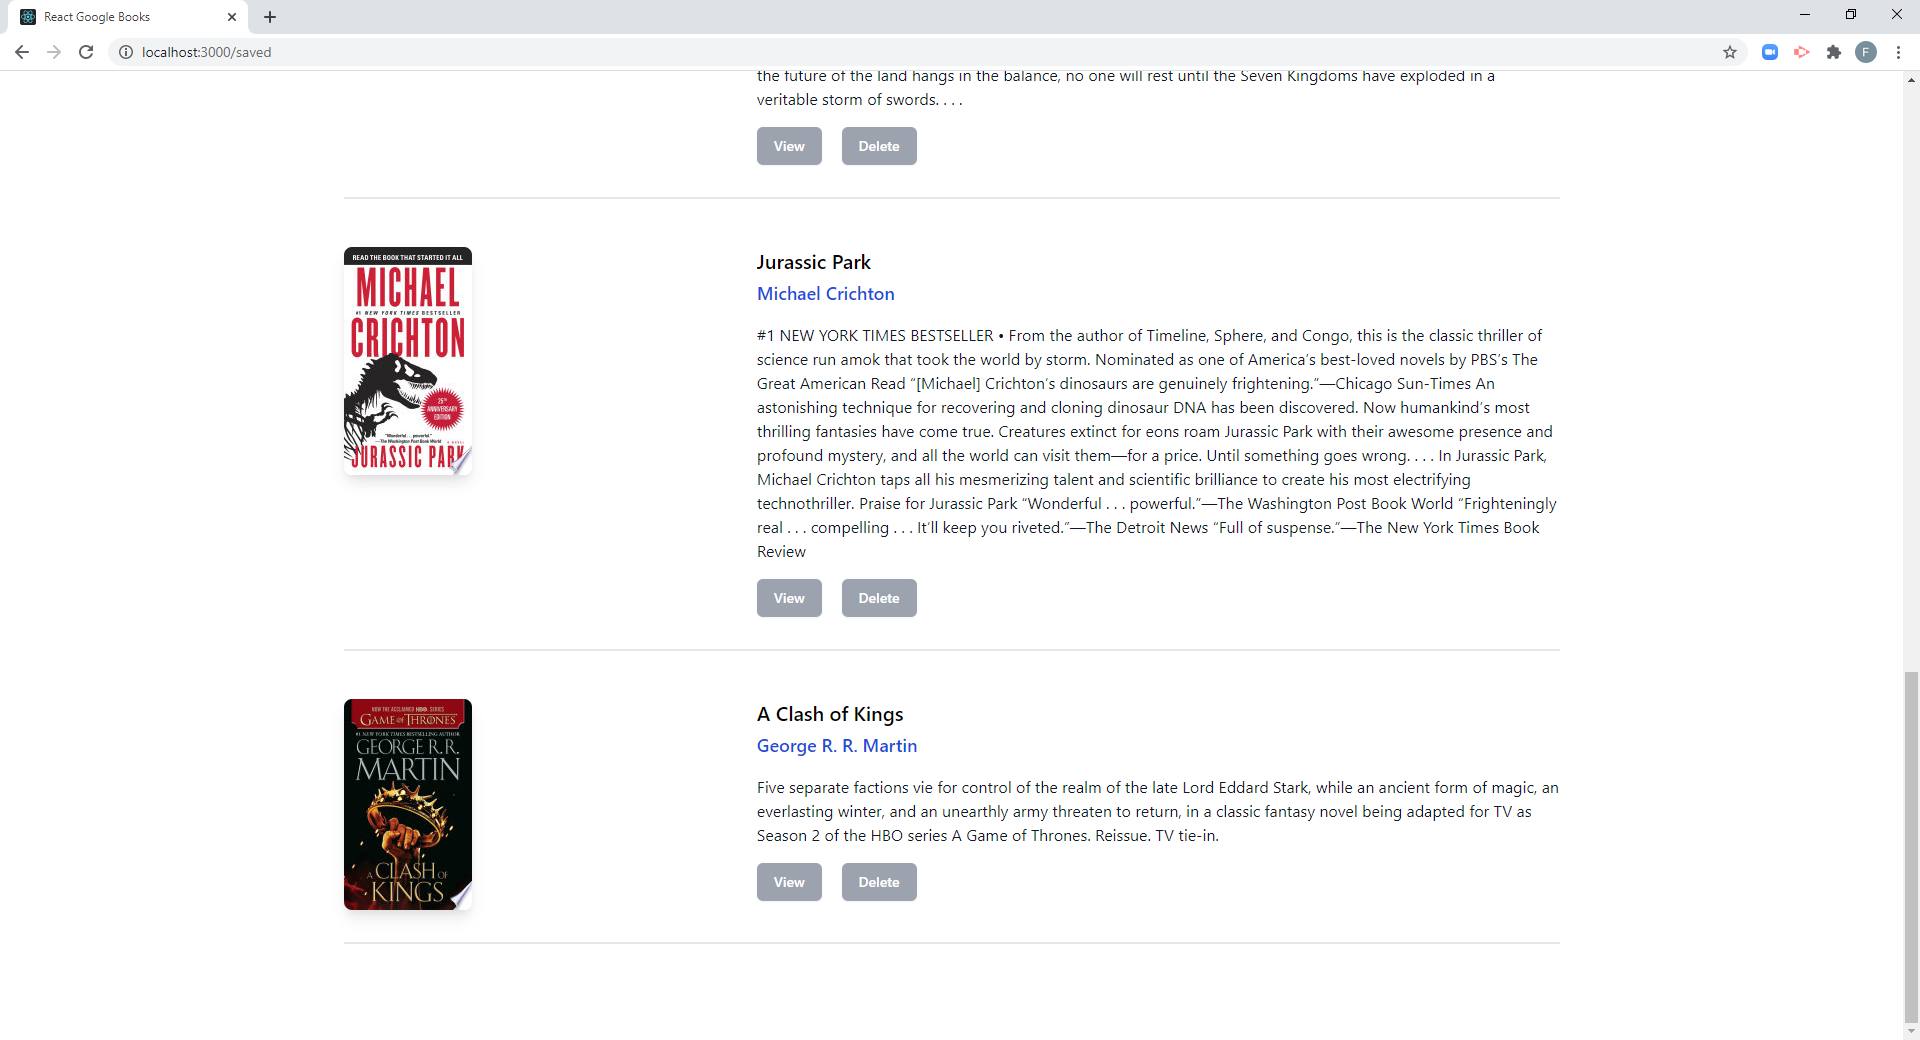 React Google Books
localhost:3000/saved
F
the future of the land hangs in the balance, no one will rest until the Seven Kingdoms have exploded in a
veritable storm of swords. . . .
View Delete
READ THE BOOK THAT STARTED IT ALL
MICHAEL
#1 NEW YORK TIMES BESTSELLER
CRICHTON
25TH
ANNIVERSARY
EDITION
"Wonderful . . . powerful."
—The Washington Post Book World
A NOVEL
JURASSIC PARK
Jurassic Park
Michael Crichton
#1 NEW YORK TIMES BESTSELLER • From the author of Timeline, Sphere, and Congo, this is the classic thriller of
science run amok that took the world by storm. Nominated as one of America’s best-loved novels by PBS’s The
Great American Read “[Michael] Crichton’s dinosaurs are genuinely frightening.”—Chicago Sun-Times An
astonishing technique for recovering and cloning dinosaur DNA has been discovered. Now humankind’s most
thrilling fantasies have come true. Creatures extinct for eons roam Jurassic Park with their awesome presence and
profound mystery, and all the world can visit them—for a price. Until something goes wrong. . . . In Jurassic Park,
Michael Crichton taps all his mesmerizing talent and scientific brilliance to create his most electrifying
technothriller. Praise for Jurassic Park “Wonderful . . . powerful.”—The Washington Post Book World “Frighteningly
real . . . compelling . . . It’ll keep you riveted.”—The Detroit News “Full of suspense.”—The New York Times Book
Review
View Delete
NOW THE ACCLAIMED HBO SERIES
GAME OF THRONES
#1 NEW YORK TIMES BESTSELLING AUTHOR
GEORGE R.R.
MARTIN
A CLASH OF
KINGS
A Clash of Kings
George R. R. Martin
Five separate factions vie for control of the realm of the late Lord Eddard Stark, while an ancient form of magic, an
everlasting winter, and an unearthly army threaten to return, in a classic fantasy novel being adapted for TV as
Season 2 of the HBO series A Game of Thrones. Reissue. TV tie-in.
View Delete